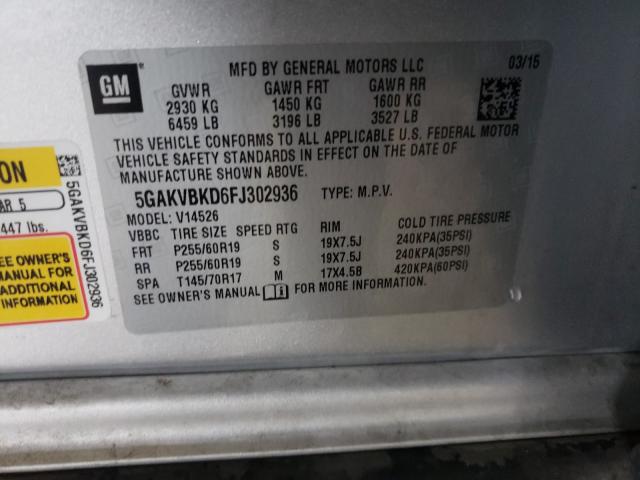 GM
MFD BY GENERAL MOTORS LLC
03/15
GVWR GAWR FRT GAWR RR
2930 KG 1450 KG 1600 KG
6459 LB 3196 LB 3527 LB
THIS VEHICLE CONFORMS TO ALL APPLICABLE U.S. FEDERAL MOTOR
VEHICLE SAFETY STANDARDS IN EFFECT ON THE DATE OF
MANUFACTURE SHOWN ABOVE.
5GAKVBKD6FJ302936 TYPE: M.P.V.
MODEL: V14526
VBBC TIRE SIZE SPEED RTG RIM COLD TIRE PRESSURE
FRT P255/60R19 S 19X7.5J 240KPA(35PSI)
RR P255/60R19 S 19X7.5J 240KPA(35PSI)
SPA T145/70R17 M 17X4.5B 420KPA(60PSI)
SEE OWNER'S MANUAL FOR MORE INFORMATION.
ON
AR 5
447 lbs.
SEE OWNER'S
MANUAL FOR
ADDITIONAL
INFORMATION
5GAKVBKD6FJ302936